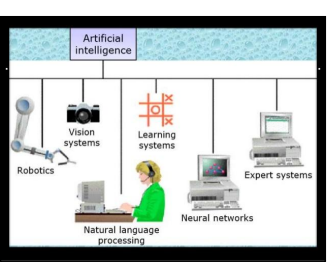 Artificial
intelligence
Vision
systems
Learning
systems
Robotics
Expert systems
Neural networks
Natural language
processing